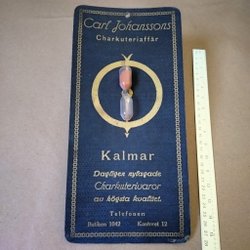 Carl Johanssons
Charkuteriaffär
Kalmar
Dagligen nylagade
Charkuterivaror
av högsta kvalitet.
Telefoner
Butiken 1042 Kontoret 12